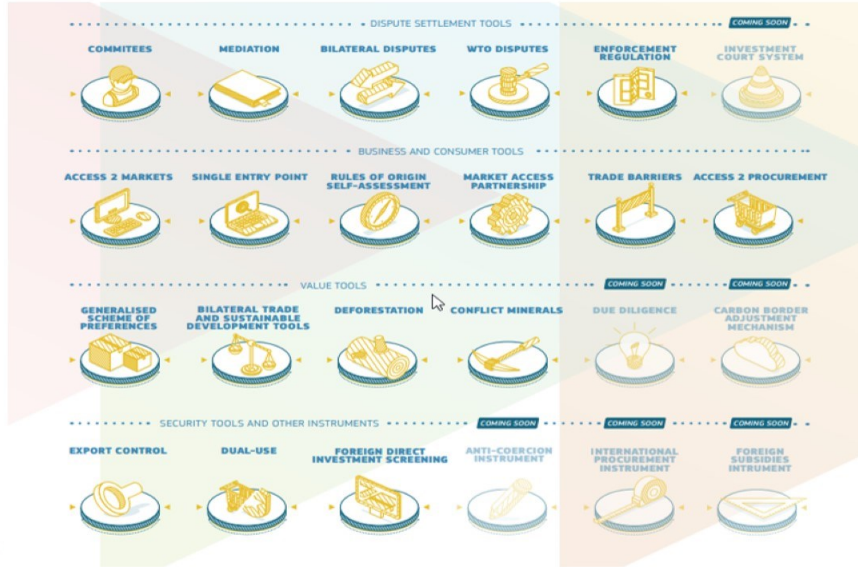 DISPUTE SETTLEMENT TOOLS
COMING SOON
COMMITEES
MEDIATION
BILATERAL DISPUTES
WTO DISPUTES
ENFORCEMENT
REGULATION
INVESTMENT
COURT SYSTEM
BUSINESS AND CONSUMER TOOLS
ACCESS 2 MARKETS
SINGLE ENTRY POINT
RULES OF ORIGIN
SELF-ASSESSMENT
MARKET ACCESS
PARTNERSHIP
TRADE BARRIERS
ACCESS 2 PROCUREMENT
VALUE TOOLS
COMING SOON
COMING SOON
GENERALISED
SCHEME OF
PREFERENCES
BILATERAL TRADE
AND SUSTAINABLE
DEVELOPMENT TOOLS
DEFORESTATION
CONFLICT MINERALS
DUE DILIGENCE
CARBON BORDER
ADJUSTMENT
MECHANISM
SECURITY TOOLS AND OTHER INSTRUMENTS
COMING SOON
COMING SOON
COMING SOON
EXPORT CONTROL
DUAL-USE
FOREIGN DIRECT
INVESTMENT SCREENING
ANTI-COERCION
INSTRUMENT
INTERNATIONAL
PROCUREMENT
INSTRUMENT
FOREIGN
SUBSIDIES
INTRUMENT